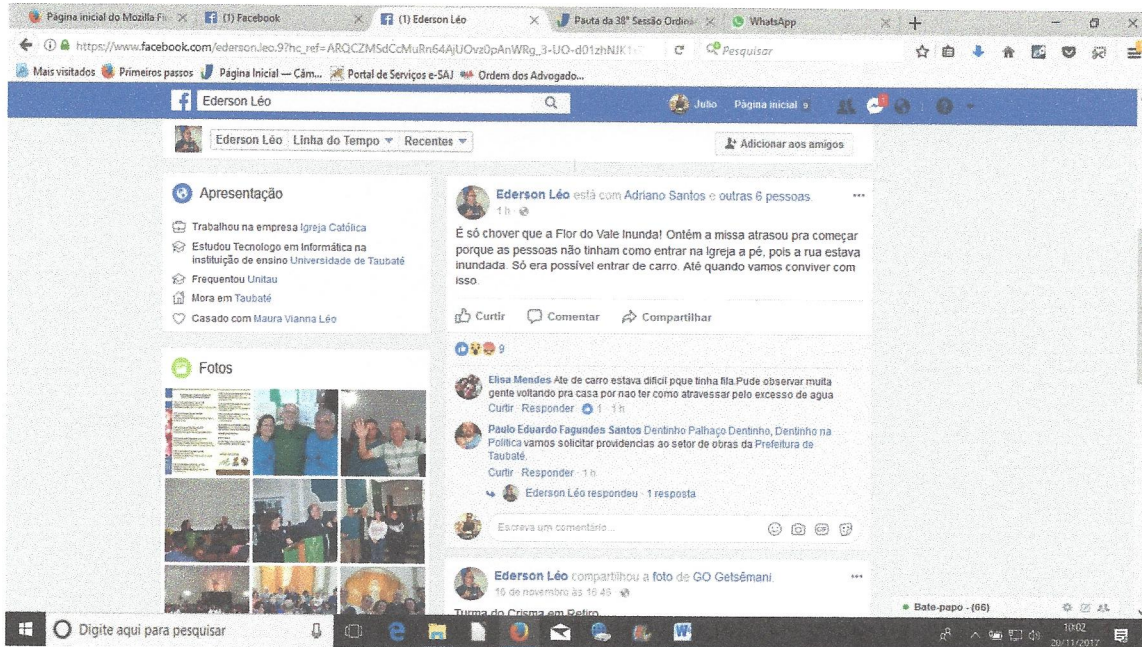 Página inicial do Mozilla Fi
(1) Facebook
(1) Ederson Léo
Pauta da 38ª Sessão Ordina
WhatsApp
https://www.facebook.com/ederson.leo.9?hc_ref=
Pesquisar
Mais visitados Primeiros passos Página Inicial — Câm... Portal de Serviços e-SAJ Ordem dos Advogado...
Ederson Léo
Julio Página inicial 9
Ederson Léo Linha do Tempo Recentes
Adicionar aos amigos
Apresentação
Trabalhou na empresa Igreja Católica
Estudou Tecnologo em Informática na
instituição de ensino Universidade de Taubaté
Frequentou Unitau
Mora em Taubaté
Casado com Maura Vianna Léo
Fotos
Ederson Léo está com Adriano Santos e outras 6 pessoas.
1 h
É só chover que a Flor do Vale Inunda! Ontém a missa atrasou pra começar
porque as pessoas não tinham como entrar na Igreja a pé, pois a rua estava
inundada. Só era possível entrar de carro. Até quando vamos conviver com
isso.
Curtir Comentar Compartilhar
9
Elisa Mendes Ate de carro estava dificil pque tinha fila.Pude observar muita
gente voltando pra casa por nao ter como atravessar pelo excesso de agua
Curtir · Responder · 1 · 1 h
Paulo Eduardo Fagundes Santos Dentinho Palhaço Dentinho, Dentinho na
Política vamos solicitar providencias ao setor de obras da Prefeitura de
Taubaté.
Curtir · Responder · 1 h
Ederson Léo respondeu · 1 resposta
Escreva um comentário...
Ederson Léo compartilhou a foto de GO Getsêmani.
16 de novembro às 16:46
Turma do Crisma em Retiro
Bate-papo - (66)
Digite aqui para pesquisar
10:02
20/11/2017